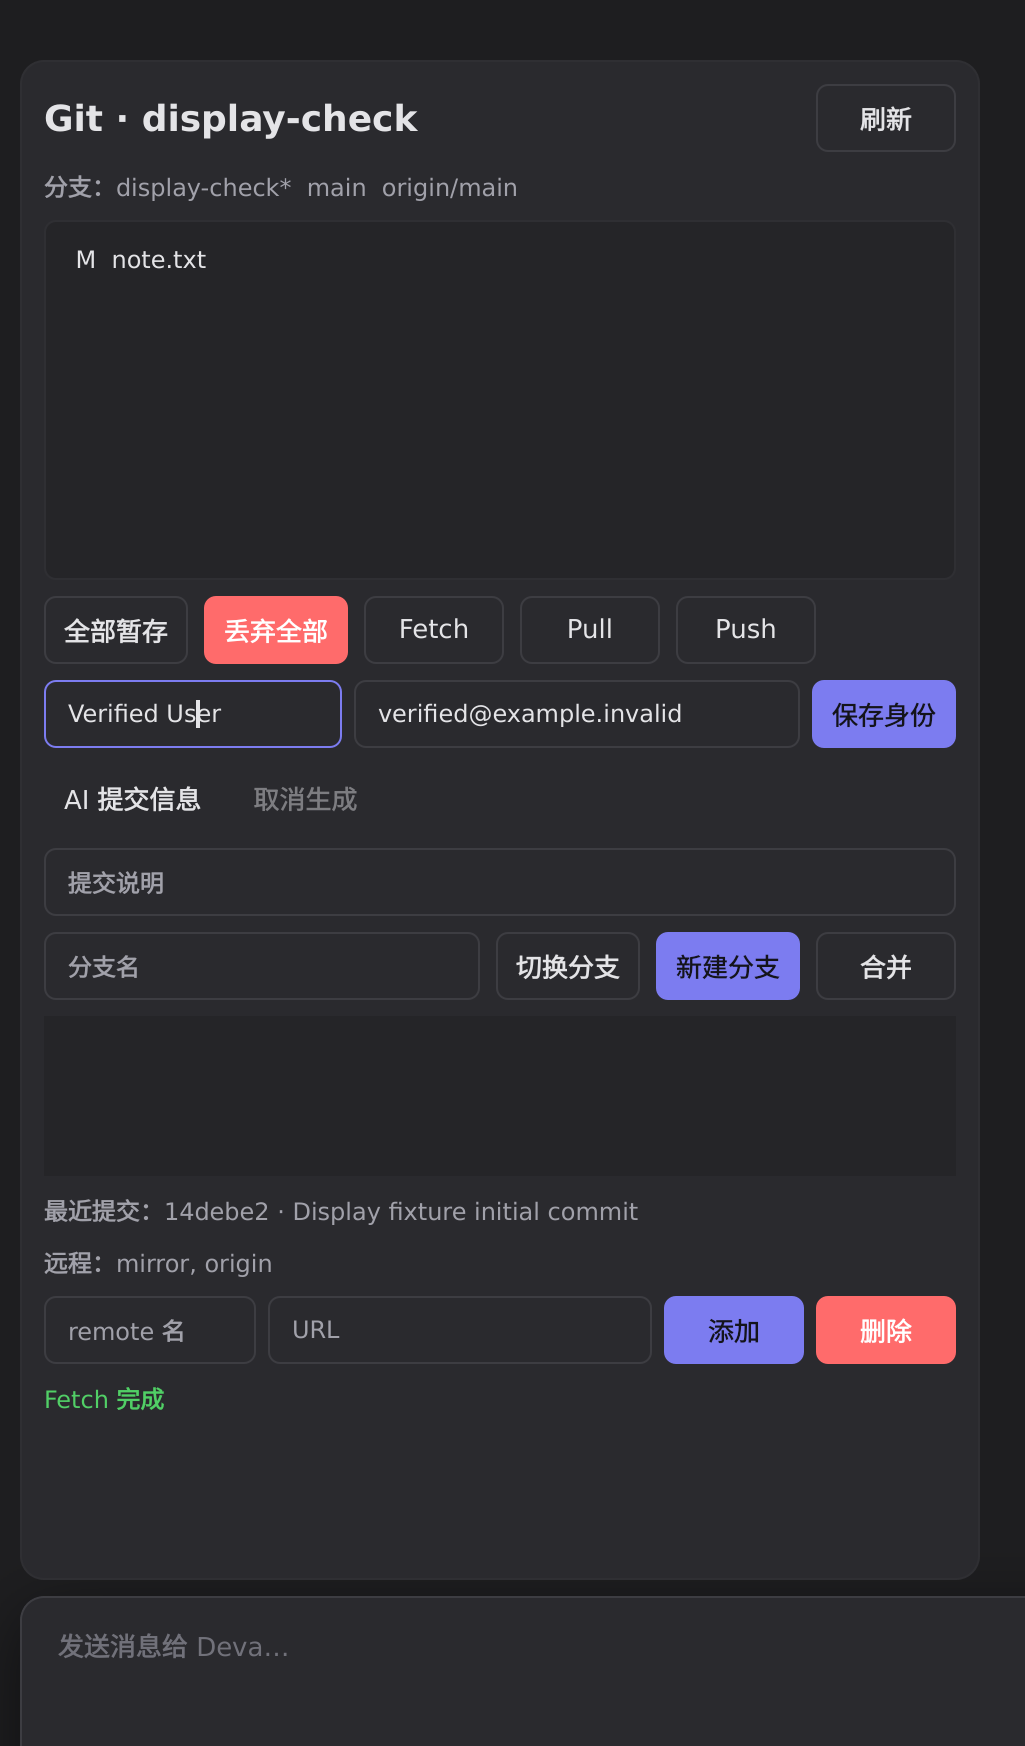 Git · display-check
刷新
分支：display-check* main origin/main
M note.txt
全部暂存 丢弃全部 Fetch Pull Push
Verified User verified@example.invalid 保存身份
AI 提交信息 取消生成
提交说明
分支名 切换分支 新建分支 合并
最近提交：14debe2 · Display fixture initial commit
远程：mirror, origin
remote 名 URL 添加 删除
Fetch 完成
发送消息给 Deva...